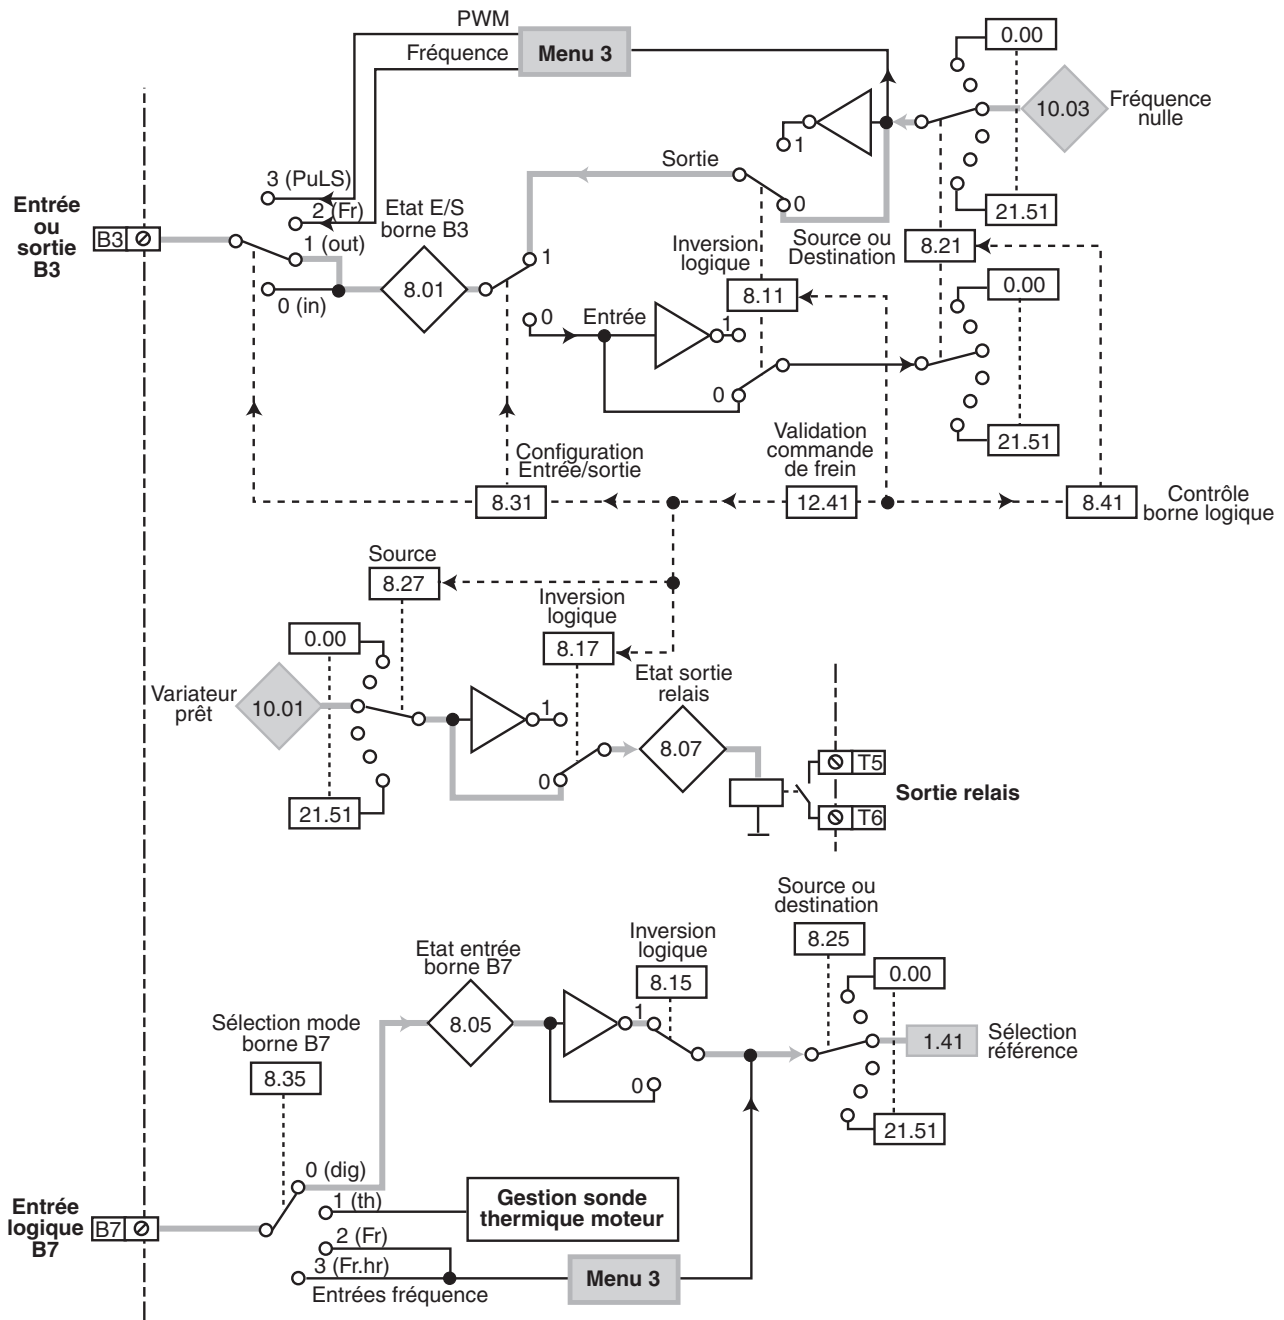 PWM
Fréquence
Menu 3
0.00
10.03
Fréquence
nulle
21.51
1
Sortie
0
3 (PuLS)
2 (Fr)
1 (out)
0 (in)
Entrée
ou
sortie
B3
B3
Etat E/S
borne B3
8.01
1
0
Entrée
1
0
Inversion
logique
8.11
Source ou
Destination
8.21
0.00
21.51
Configuration
Entrée/sortie
8.31
Validation
commande
de frein
12.41
8.41
Contrôle
borne logique
Source
8.27
Inversion
logique
8.17
0.00
Variateur
prêt
10.01
21.51
1
0
Etat sortie
relais
8.07
T5
T6
Sortie relais
Source ou
destination
8.25
Inversion
logique
8.15
Etat entrée
borne B7
8.05
1
0
0.00
1.41
Sélection
référence
21.51
Sélection mode
borne B7
8.35
0 (dig)
1 (th)
2 (Fr)
3 (Fr.hr)
Entrées fréquence
Gestion sonde
thermique moteur
Menu 3
Entrée
logique
B7
B7